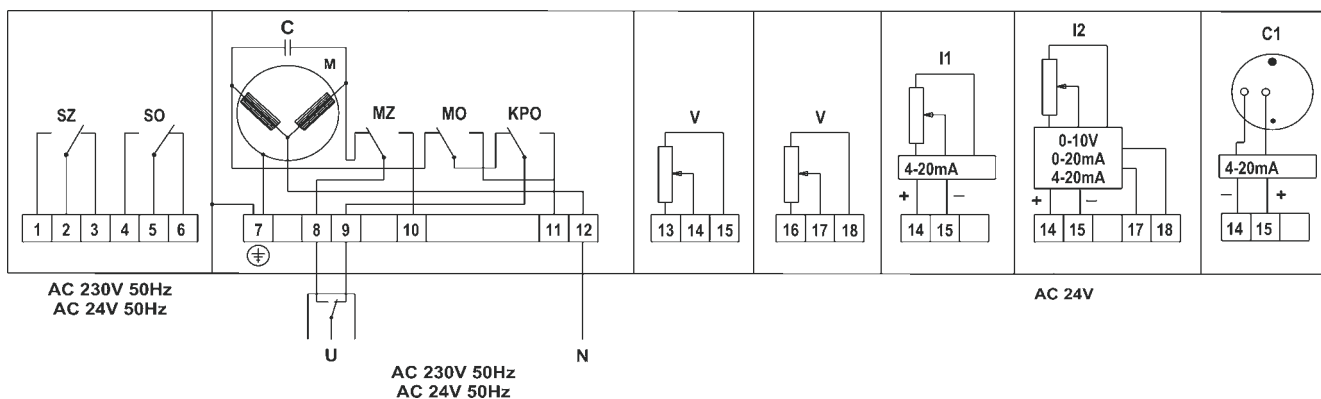 C
M
SZ
SO
MZ
MO
KPO
V
V
I1
I2
C1
0-10V
0-20mA
4-20mA
4-20mA
4-20mA
+ –
+ –
– +
1 2 3 4 5 6
7 8 9 10 11 12
13 14 15
16 17 18
14 15
14 15 17 18
14 15
AC 230V 50Hz
AC 24V 50Hz
AC 24V
U
N
AC 230V 50Hz
AC 24V 50Hz